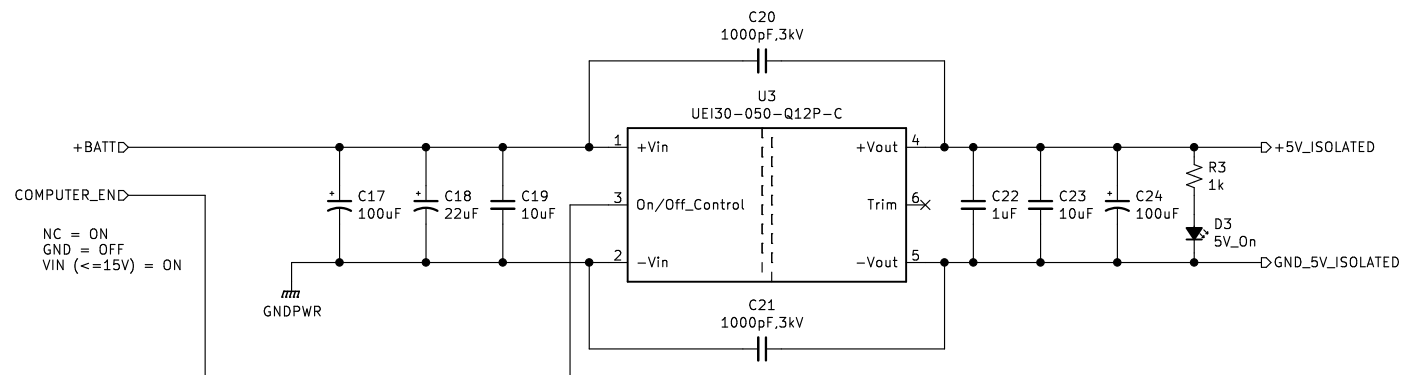 C20
1000pF,3kV
U3
UEI30-050-Q12P-C
+BATT
1
+Vin
+Vout
4
+5V_ISOLATED
COMPUTER_EN
+
C17
100uF
+
C18
22uF
C19
10uF
3
On/Off_Control
Trim
6
C22
1uF
C23
10uF
+
C24
100uF
R3
1k
D3
5V_On
NC = ON
GND = OFF
VIN (<=15V) = ON
2
-Vin
-Vout
5
GND_5V_ISOLATED
GNDPWR
C21
1000pF,3kV